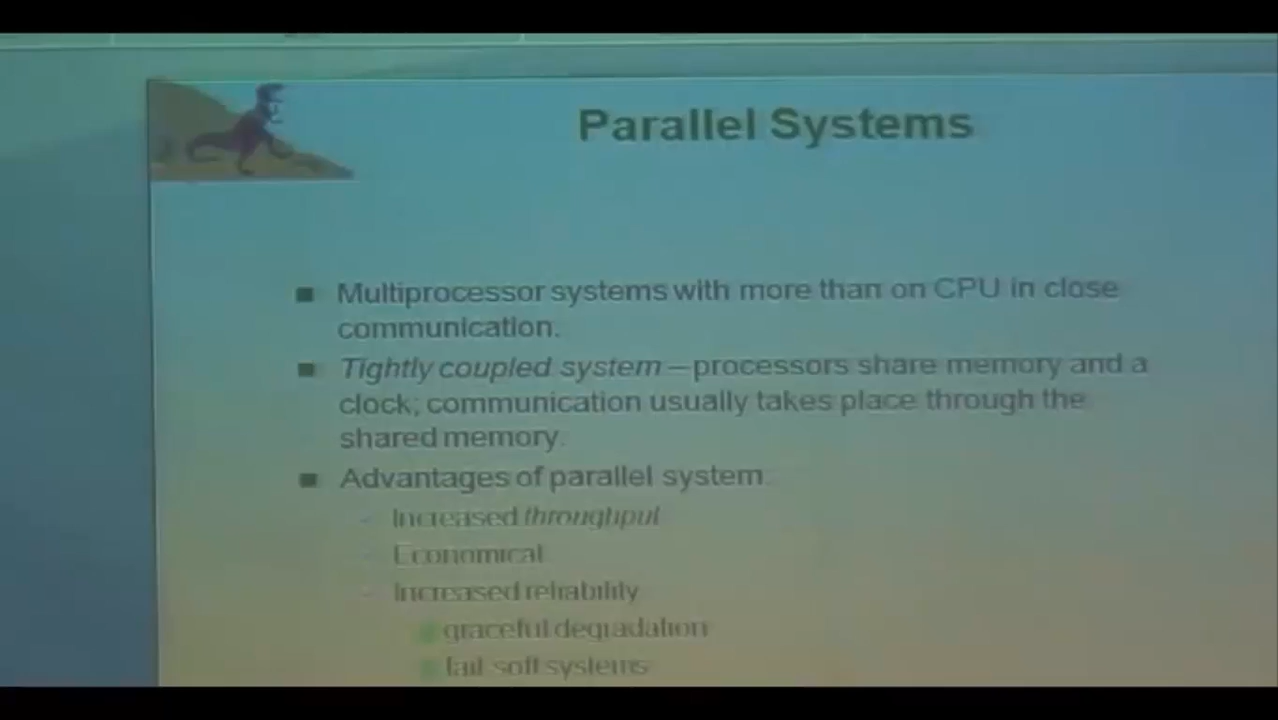 Parallel Systems
Multiprocessor systems with more than on CPU in close
communication.
Tightly coupled system – processors share memory and a
clock; communication usually takes place through the
shared memory.
Advantages of parallel system:
- Increased throughput
- Economical
- Increased reliability
graceful degradation
fail-soft systems